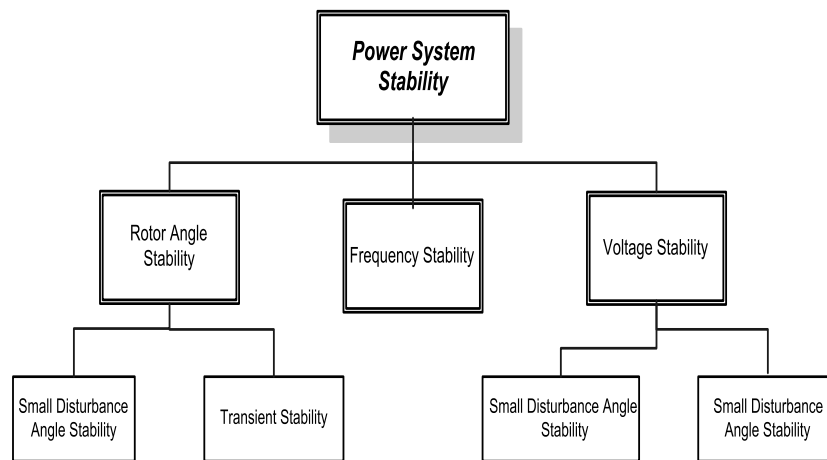 Power System
Stability
Rotor Angle
Stability
Frequency Stability
Voltage Stability
Small Disturbance
Angle Stability
Transient Stability
Small Disturbance Angle
Stability
Small Disturbance
Angle Stability